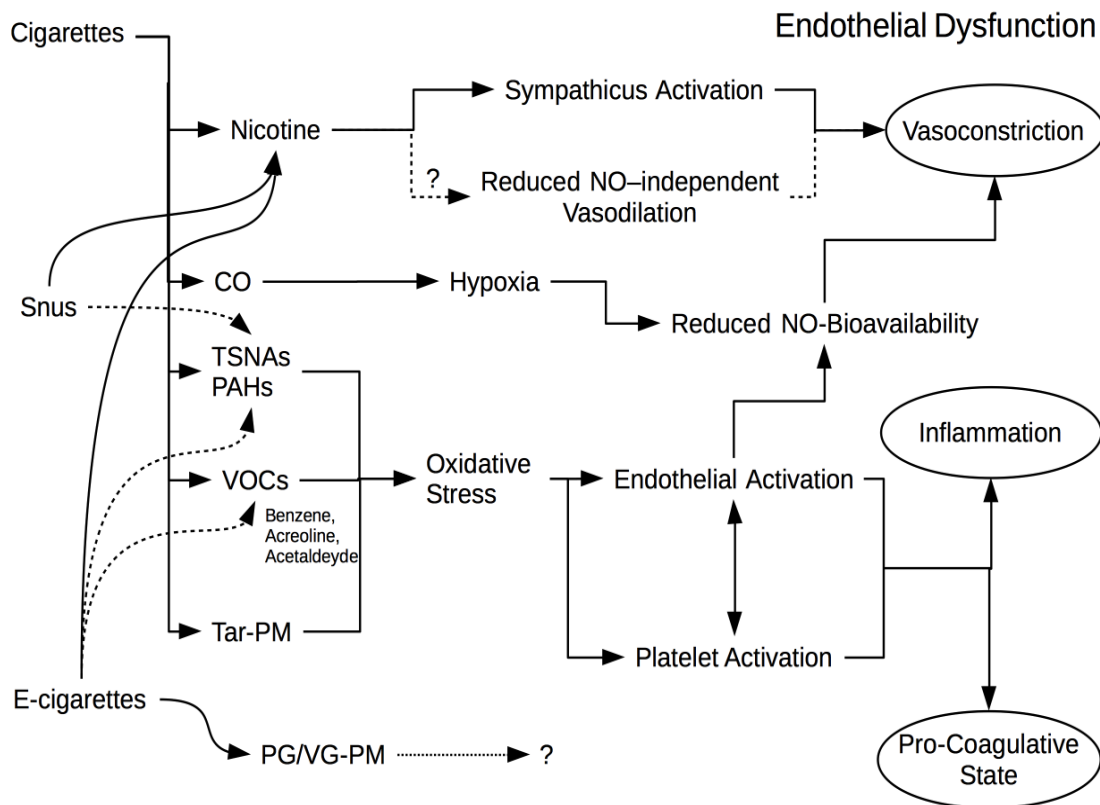 Cigarettes
Endothelial Dysfunction
Sympathicus Activation
Nicotine
Vasoconstriction
?
Reduced NO–independent
Vasodilation
CO
Hypoxia
Snus
Reduced NO-Bioavailability
TSNAs
PAHs
Inflammation
VOCs
Oxidative
Stress
Endothelial Activation
Benzene,
Acreoline,
Acetaldeyde
Tar-PM
Platelet Activation
E-cigarettes
PG/VG-PM
?
Pro-Coagulative
State